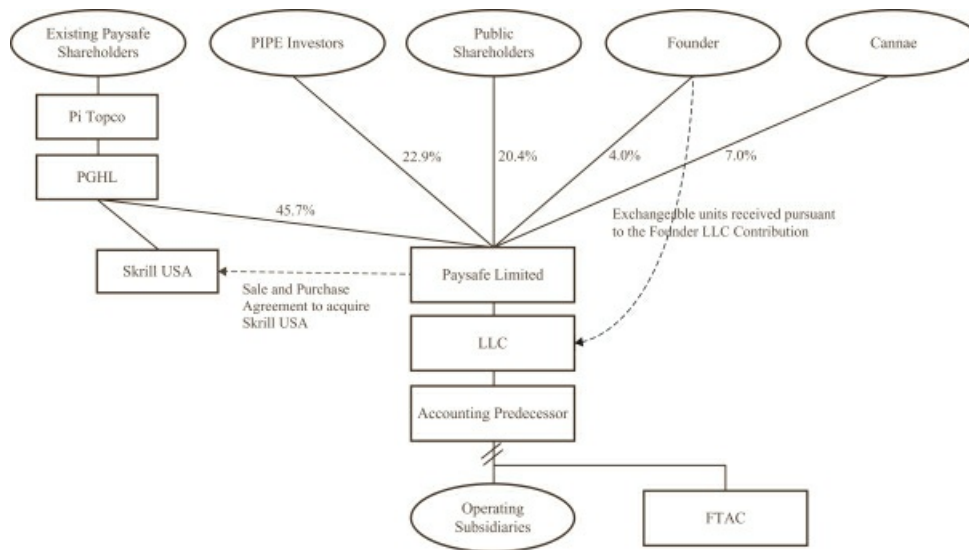 Existing Paysafe
Shareholders
PIPE Investors
Public
Shareholders
Founder
Cannae
Pi Topco
PGHL
22.9%
20.4%
4.0%
7.0%
45.7%
Exchangeable units received pursuant
to the Founder LLC Contribution
Skrill USA
Sale and Purchase
Agreement to acquire
Skrill USA
Paysafe Limited
LLC
Accounting Predecessor
Operating
Subsidiaries
FTAC